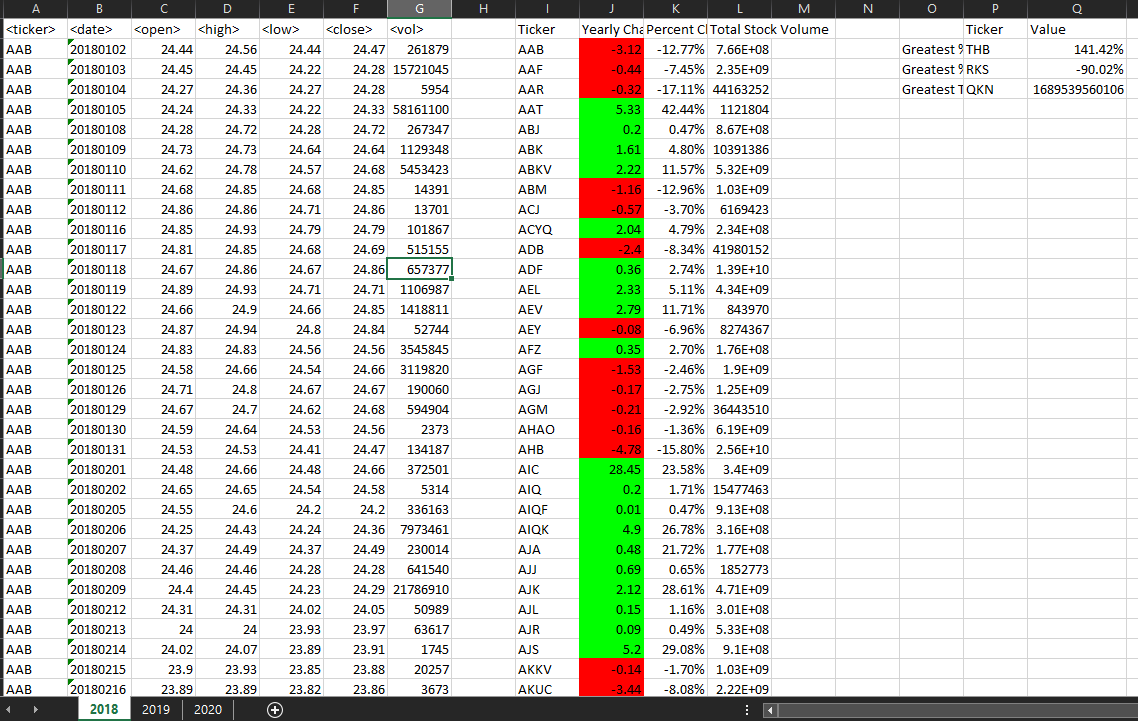 A B C D E F G H I J K L M N O P Q
<ticker> <date> <open> <high> <low> <close> <vol> Ticker Yearly Cha Percent Cl Total Stock Volume Ticker Value
AAB 20180102 24.44 24.56 24.44 24.47 261879 AAB -3.12 -12.77% 7.66E+08 Greatest % THB 141.42%
AAB 20180103 24.45 24.45 24.22 24.28 15721045 AAF -0.44 -7.45% 2.35E+09 Greatest % RKS -90.02%
AAB 20180104 24.27 24.36 24.27 24.28 5954 AAR -0.32 -17.11% 44163252 Greatest T QKN 1689539560106
AAB 20180105 24.24 24.33 24.22 24.33 58161100 AAT 5.33 42.44% 1121804
AAB 20180108 24.28 24.72 24.28 24.72 267347 ABJ 0.2 0.47% 8.67E+08
AAB 20180109 24.73 24.73 24.64 24.64 1129348 ABK 1.61 4.80% 10391386
AAB 20180110 24.62 24.78 24.57 24.68 5453423 ABKV 2.22 11.57% 5.32E+09
AAB 20180111 24.68 24.85 24.68 24.85 14391 ABM -1.16 -12.96% 1.03E+09
AAB 20180112 24.86 24.86 24.71 24.86 13701 ACJ -0.57 -3.70% 6169423
AAB 20180116 24.85 24.93 24.79 24.79 101867 ACYQ 2.04 4.79% 2.34E+08
AAB 20180117 24.81 24.85 24.68 24.69 515155 ADB -2.4 -8.34% 41980152
AAB 20180118 24.67 24.86 24.67 24.86 657377 ADF 0.36 2.74% 1.39E+10
AAB 20180119 24.89 24.93 24.71 24.71 1106987 AEL 2.33 5.11% 4.34E+09
AAB 20180122 24.66 24.9 24.66 24.85 1418811 AEV 2.79 11.71% 843970
AAB 20180123 24.87 24.94 24.8 24.84 52744 AEY -0.08 -6.96% 8274367
AAB 20180124 24.83 24.83 24.56 24.56 3545845 AFZ 0.35 2.70% 1.76E+08
AAB 20180125 24.58 24.66 24.54 24.66 3119820 AGF -1.53 -2.46% 1.9E+09
AAB 20180126 24.71 24.8 24.67 24.67 190060 AGJ -0.17 -2.75% 1.25E+09
AAB 20180129 24.67 24.7 24.62 24.68 594904 AGM -0.21 -2.92% 36443510
AAB 20180130 24.59 24.64 24.53 24.56 2373 AHAO -0.16 -1.36% 6.19E+09
AAB 20180131 24.53 24.53 24.41 24.47 134187 AHB -4.78 -15.80% 2.56E+10
AAB 20180201 24.48 24.66 24.48 24.66 372501 AIC 28.45 23.58% 3.4E+09
AAB 20180202 24.65 24.65 24.54 24.58 5314 AIQ 0.2 1.71% 15477463
AAB 20180205 24.55 24.6 24.2 24.2 336163 AIQF 0.01 0.47% 9.13E+08
AAB 20180206 24.25 24.43 24.24 24.36 7973461 AIQK 4.9 26.78% 3.16E+08
AAB 20180207 24.37 24.49 24.37 24.49 230014 AJA 0.48 21.72% 1.77E+08
AAB 20180208 24.46 24.46 24.28 24.28 641540 AJJ 0.69 0.65% 1852773
AAB 20180209 24.4 24.45 24.23 24.29 21786910 AJK 2.12 28.61% 4.71E+09
AAB 20180212 24.31 24.31 24.02 24.05 50989 AJL 0.15 1.16% 3.01E+08
AAB 20180213 24 24 23.93 23.97 63617 AJR 0.09 0.49% 5.33E+08
AAB 20180214 24.02 24.07 23.89 23.91 1745 AJS 5.2 29.08% 9.1E+08
AAB 20180215 23.9 23.93 23.85 23.88 20257 AKKV -0.14 -1.70% 1.03E+09
AAB 20180216 23.89 23.89 23.82 23.86 3673 AKUC -3.44 -8.08% 2.22E+09
2018 2019 2020